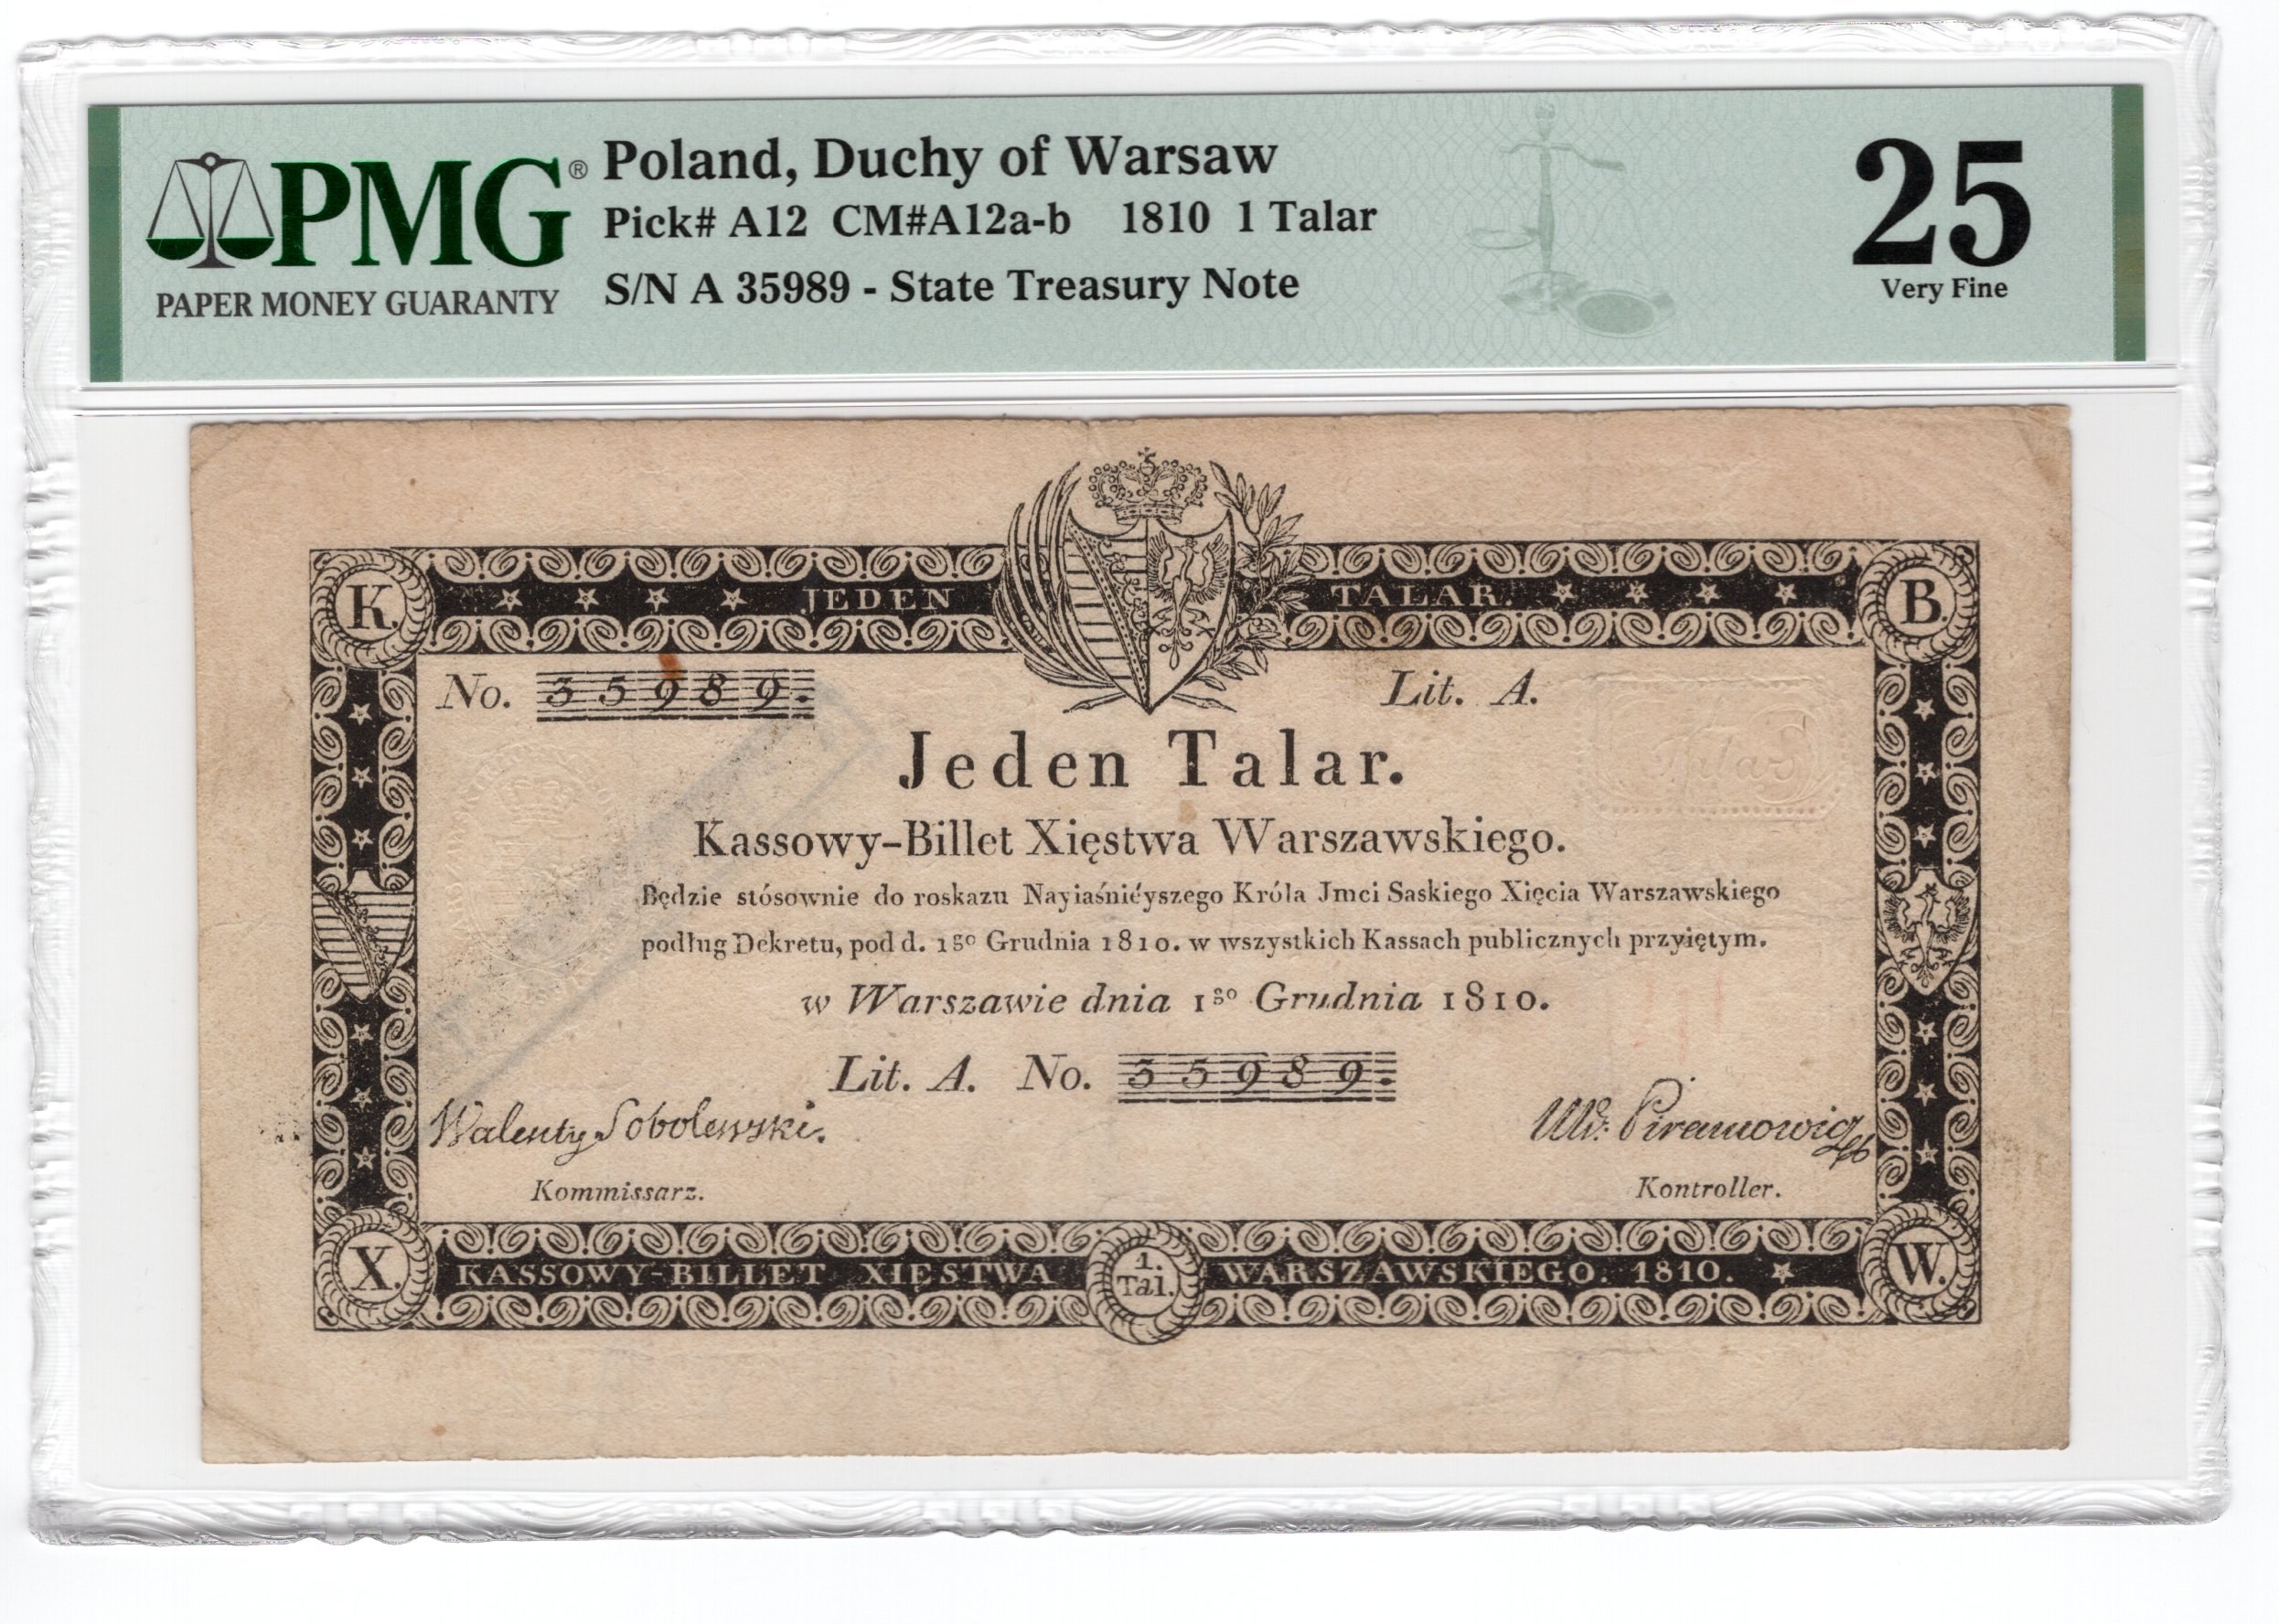 PMG®
PAPER MONEY GUARANTY
Poland, Duchy of Warsaw
Pick# A12 CM#A12a-b 1810 1 Talar
S/N A 35989 - State Treasury Note
25
Very Fine
K. JEDEN TALAR. B.
No. 35989. Lit. A.
Jeden Talar.
Kassowy-Billet Xięstwa Warszawskiego.
Będzie stósownie do roskazu Nayiaśniéyszego Króla Jmci Saskiego Xięcia Warszawskiego
podług Dekretu, pod d. 1go Grudnia 1810. w wszystkich Kassach publicznych przyiętym.
w Warszawie dnia 1go Grudnia 1810.
Lit. A. No. 35989.
Walenty Sobolewski.
Kommissarz. Kontroller.
X. KASSOWY-BILLET XIĘSTWA 1. Tal. WARSZAWSKIEGO. 1810. W.